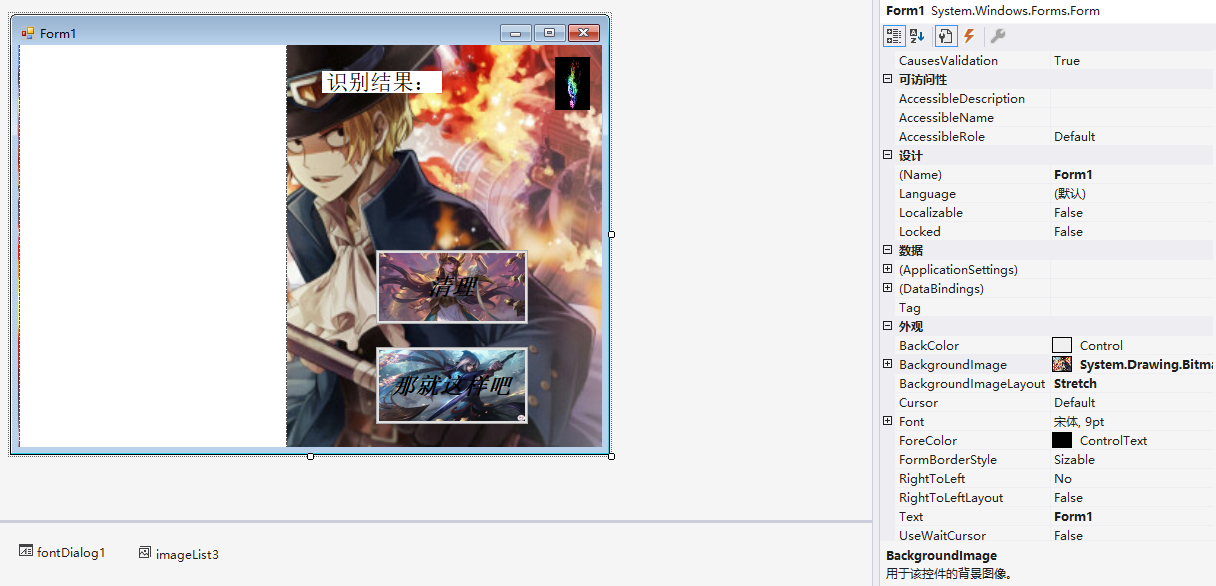 Form1
识别结果：
清理
那就这样吧
fontDialog1
imageList3
Form1 System.Windows.Forms.Form
CausesValidation True
可访问性
AccessibleDescription
AccessibleName
AccessibleRole Default
设计
(Name) Form1
Language (默认)
Localizable False
Locked False
数据
(ApplicationSettings)
(DataBindings)
Tag
外观
BackColor Control
BackgroundImage System.Drawing.Bitma
BackgroundImageLayout Stretch
Cursor Default
Font 宋体, 9pt
ForeColor ControlText
FormBorderStyle Sizable
RightToLeft No
RightToLeftLayout False
Text Form1
UseWaitCursor False
BackgroundImage
用于该控件的背景图像。